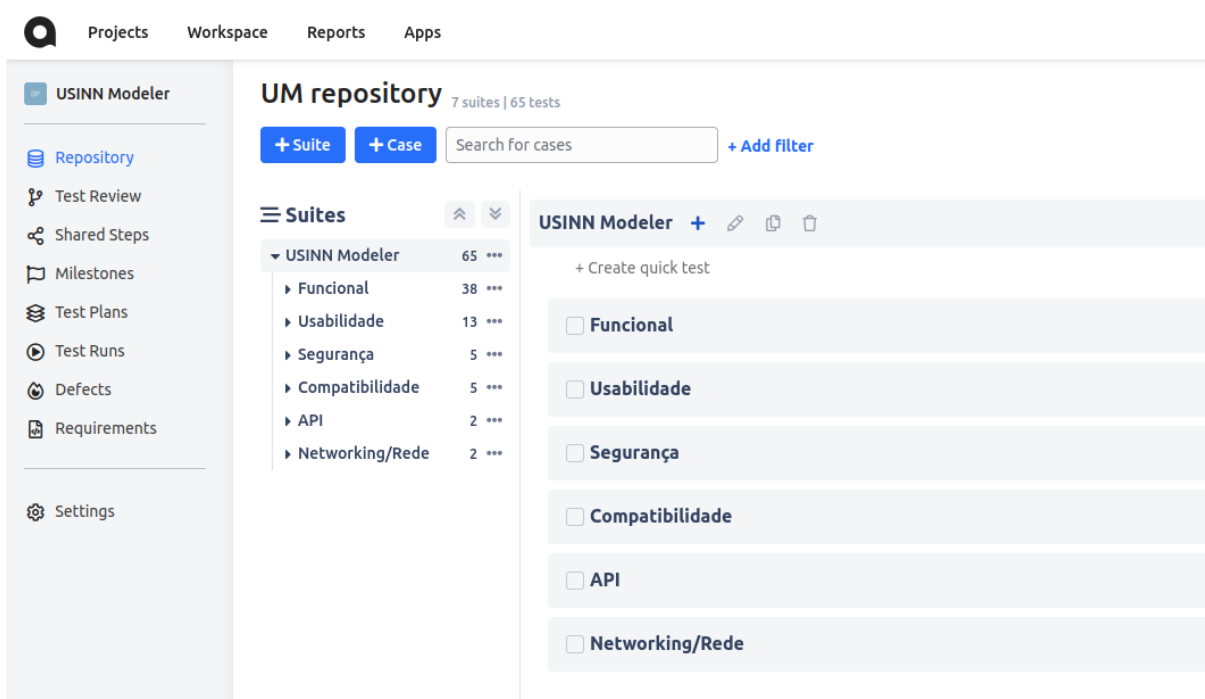 Projects Workspace Reports Apps
USINN Modeler
Repository
Test Review
Shared Steps
Milestones
Test Plans
Test Runs
Defects
Requirements
Settings
UM repository 7 suites | 65 tests
+ Suite + Case Search for cases + Add filter
Suites
USINN Modeler 65 •••
Funcional 38 •••
Usabilidade 13 •••
Segurança 5 •••
Compatibilidade 5 •••
API 2 •••
Networking/Rede 2 •••
USINN Modeler +
+ Create quick test
Funcional
Usabilidade
Segurança
Compatibilidade
API
Networking/Rede